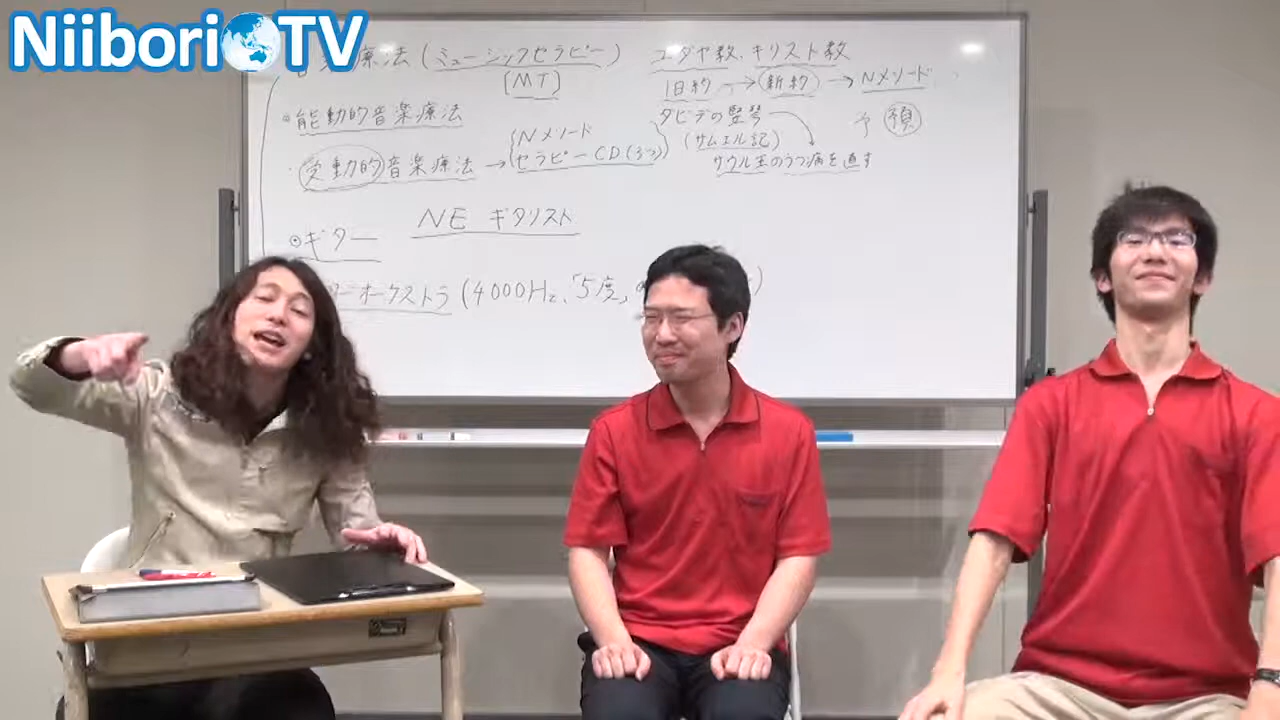 Niibori TV
療法 (ミュージックセラピー)
[MT]
能動的音楽療法
受動的音楽療法 → Nメソード
セラピーCD(3つ)
ユダヤ教、キリスト教
旧約 → 新約 → Nメソード
ダビデの竪琴
(サムエル記)
サウル王のうつ病を直す
予 預
ギター NE ギタリスト
オーケストラ (4000Hz、「5度」